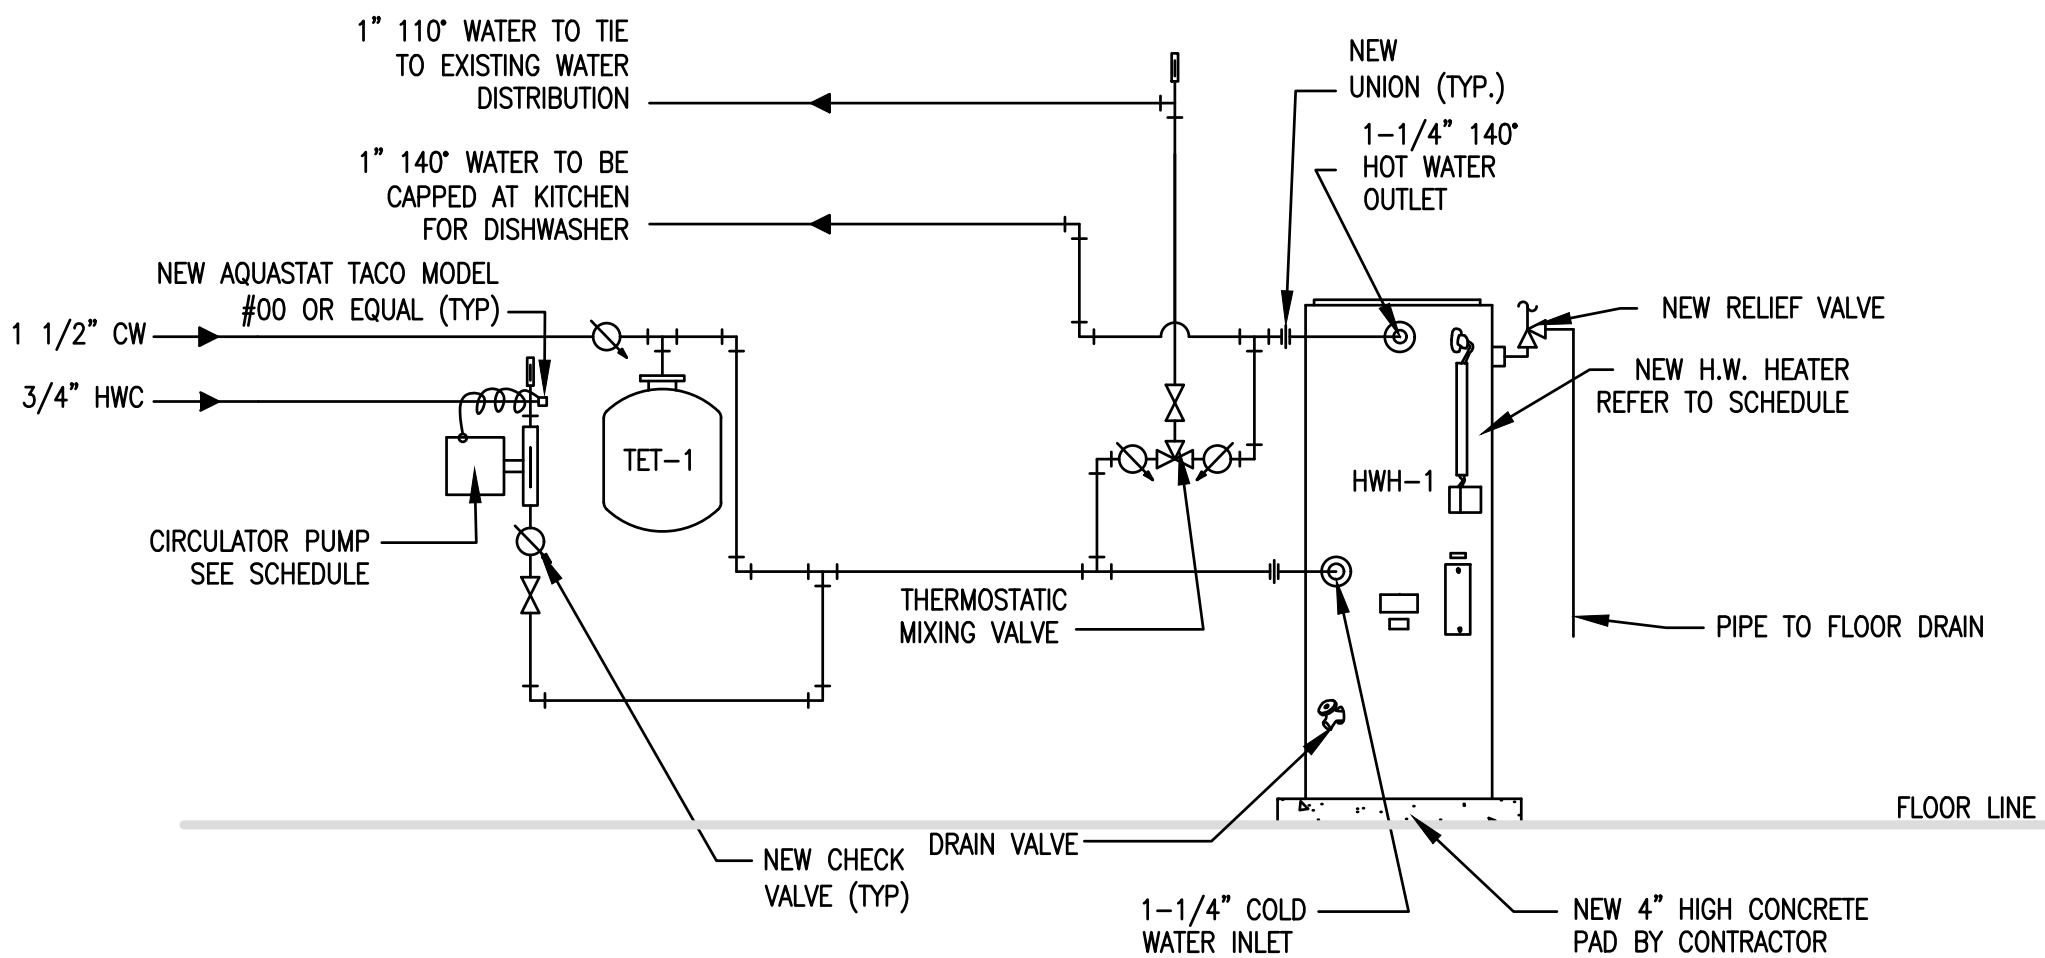 1” 110° WATER TO TIE
TO EXISTING WATER
DISTRIBUTION
NEW
UNION (TYP.)
1-1/4” 140°
HOT WATER
OUTLET
1” 140° WATER TO BE
CAPPED AT KITCHEN
FOR DISHWASHER
NEW AQUASTAT TACO MODEL
#00 OR EQUAL (TYP)
1 1/2” CW
3/4” HWC
NEW RELIEF VALVE
NEW H.W. HEATER
REFER TO SCHEDULE
TET-1
HWH-1
CIRCULATOR PUMP
SEE SCHEDULE
THERMOSTATIC
MIXING VALVE
PIPE TO FLOOR DRAIN
FLOOR LINE
DRAIN VALVE
NEW CHECK
VALVE (TYP)
1-1/4” COLD
WATER INLET
NEW 4” HIGH CONCRETE
PAD BY CONTRACTOR